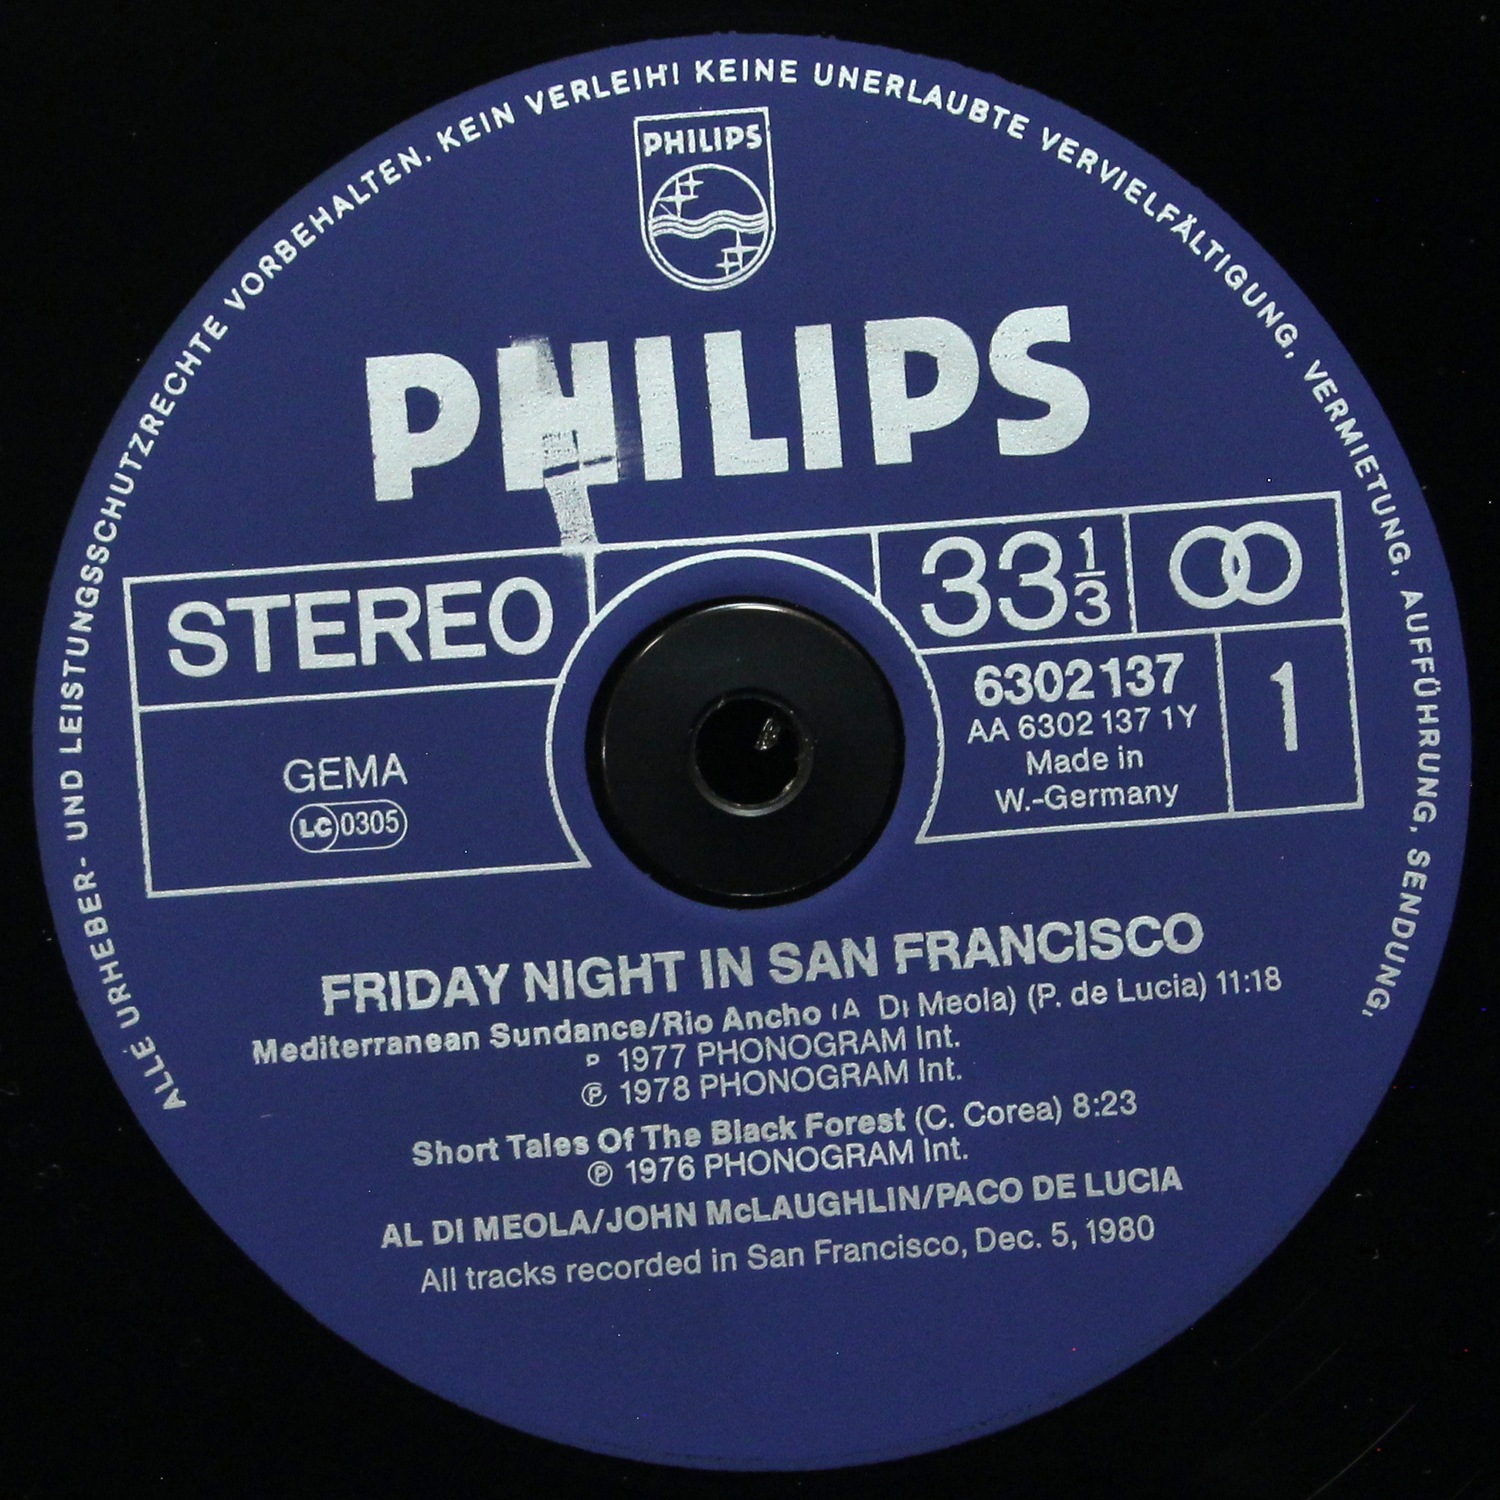 ALLE URHEBER- UND LEISTUNGSSCHUTZRECHTE VORBEHALTEN. KEIN VERLEIH! KEINE UNERLAUBTE VERVIELFÄLTIGUNG, VERMIETUNG, AUFFÜHRUNG, SENDUNG!
PHILIPS
PHILIPS
STEREO
33 1/3
6302 137
AA 6302 137 1Y
Made in
W.-Germany
1
GEMA
LC 0305
FRIDAY NIGHT IN SAN FRANCISCO
Mediterranean Sundance/Rio Ancho (A Di Meola) (P. de Lucia) 11:18
℗ 1977 PHONOGRAM Int.
℗ 1978 PHONOGRAM Int.
Short Tales Of The Black Forest (C. Corea) 8:23
℗ 1976 PHONOGRAM Int.
AL DI MEOLA/JOHN McLAUGHLIN/PACO DE LUCIA
All tracks recorded in San Francisco, Dec. 5, 1980